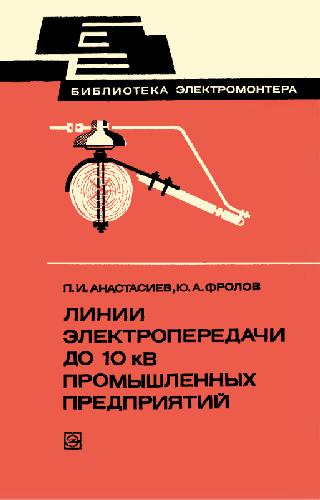 БИБЛИОТЕКА ЭЛЕКТРОМОНТЕРА
П.И.АНАСТАСИЕВ,Ю.А.ФРОЛОВ
ЛИНИИ
ЭЛЕКТРОПЕРЕДАЧИ
ДО 10 кВ
ПРОМЫШЛЕННЫХ
ПРЕДПРИЯТИЙ